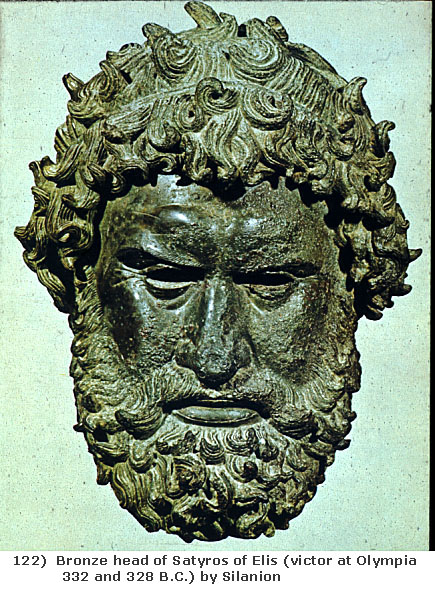 122) Bronze head of Satyros of Elis (victor at Olympia
332 and 328 B.C.) by Silanion